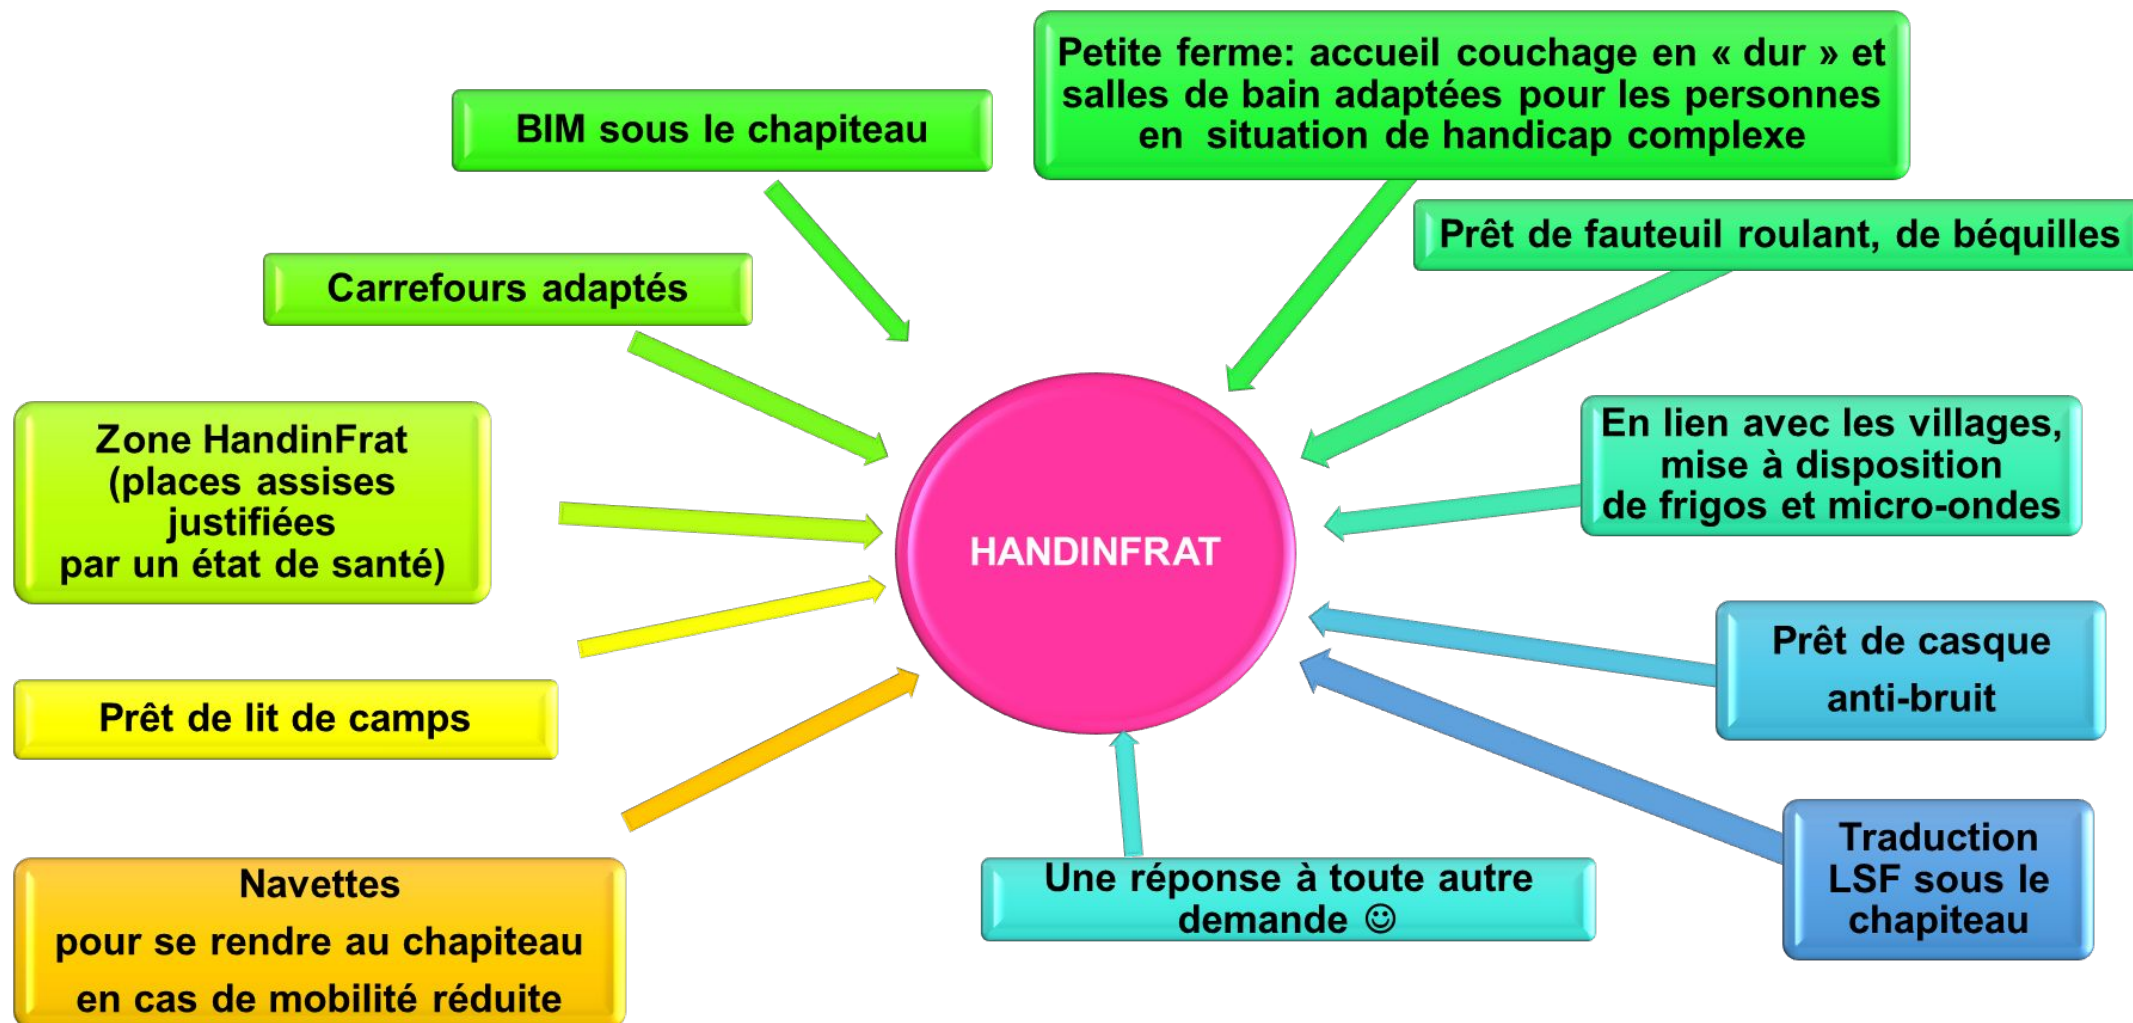 Petite ferme: accueil couchage en « dur » et
salles de bain adaptées pour les personnes
en situation de handicap complexe
BIM sous le chapiteau
Prêt de fauteuil roulant, de béquilles
Carrefours adaptés
Zone HandinFrat
(places assises
justifiées
par un état de santé)
En lien avec les villages,
mise à disposition
de frigos et micro-ondes
HANDINFRAT
Prêt de casque
anti-bruit
Prêt de lit de camps
Traduction
LSF sous le
chapiteau
Une réponse à toute autre
demande ☺
Navettes
pour se rendre au chapiteau
en cas de mobilité réduite